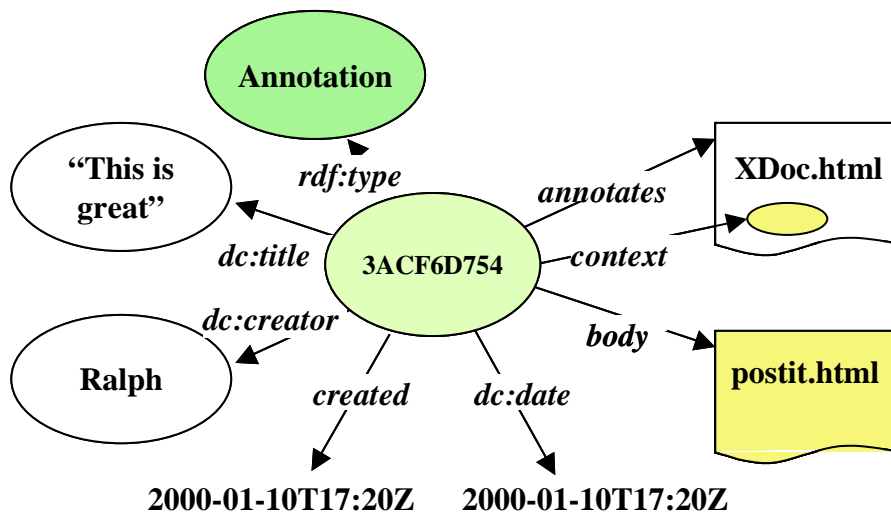 Annotation
“This is
great”
rdf:type
annotates
XDoc.html
dc:title
3ACF6D754
context
dc:creator
body
Ralph
created
dc:date
postit.html
2000-01-10T17:20Z
2000-01-10T17:20Z